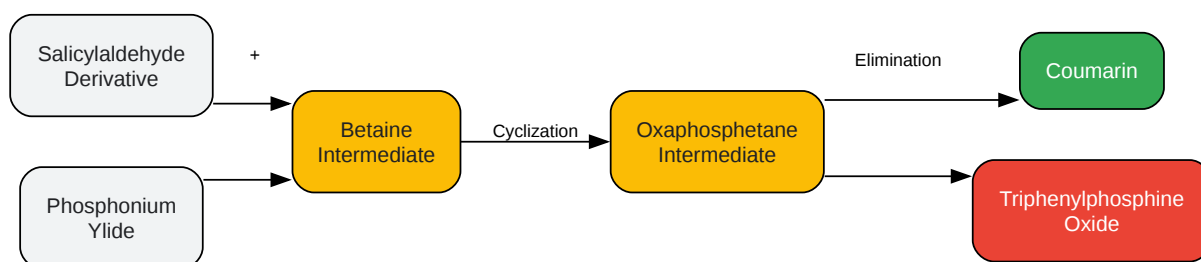 Salicylaldehyde
Derivative
+
Phosphonium
Ylide
Betaine
Intermediate
Cyclization
Oxaphosphetane
Intermediate
Elimination
Coumarin
Triphenylphosphine
Oxide